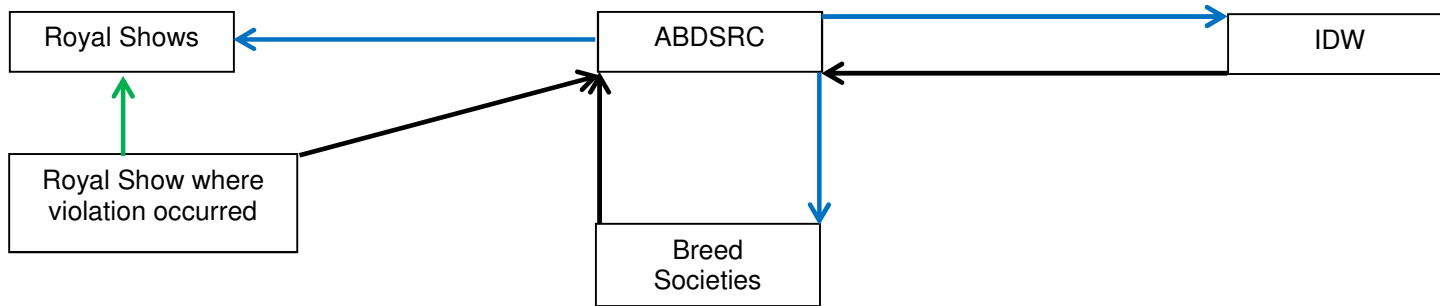 Royal Shows
ABDSRC
IDW
Royal Show where
violation occurred
Breed
Societies